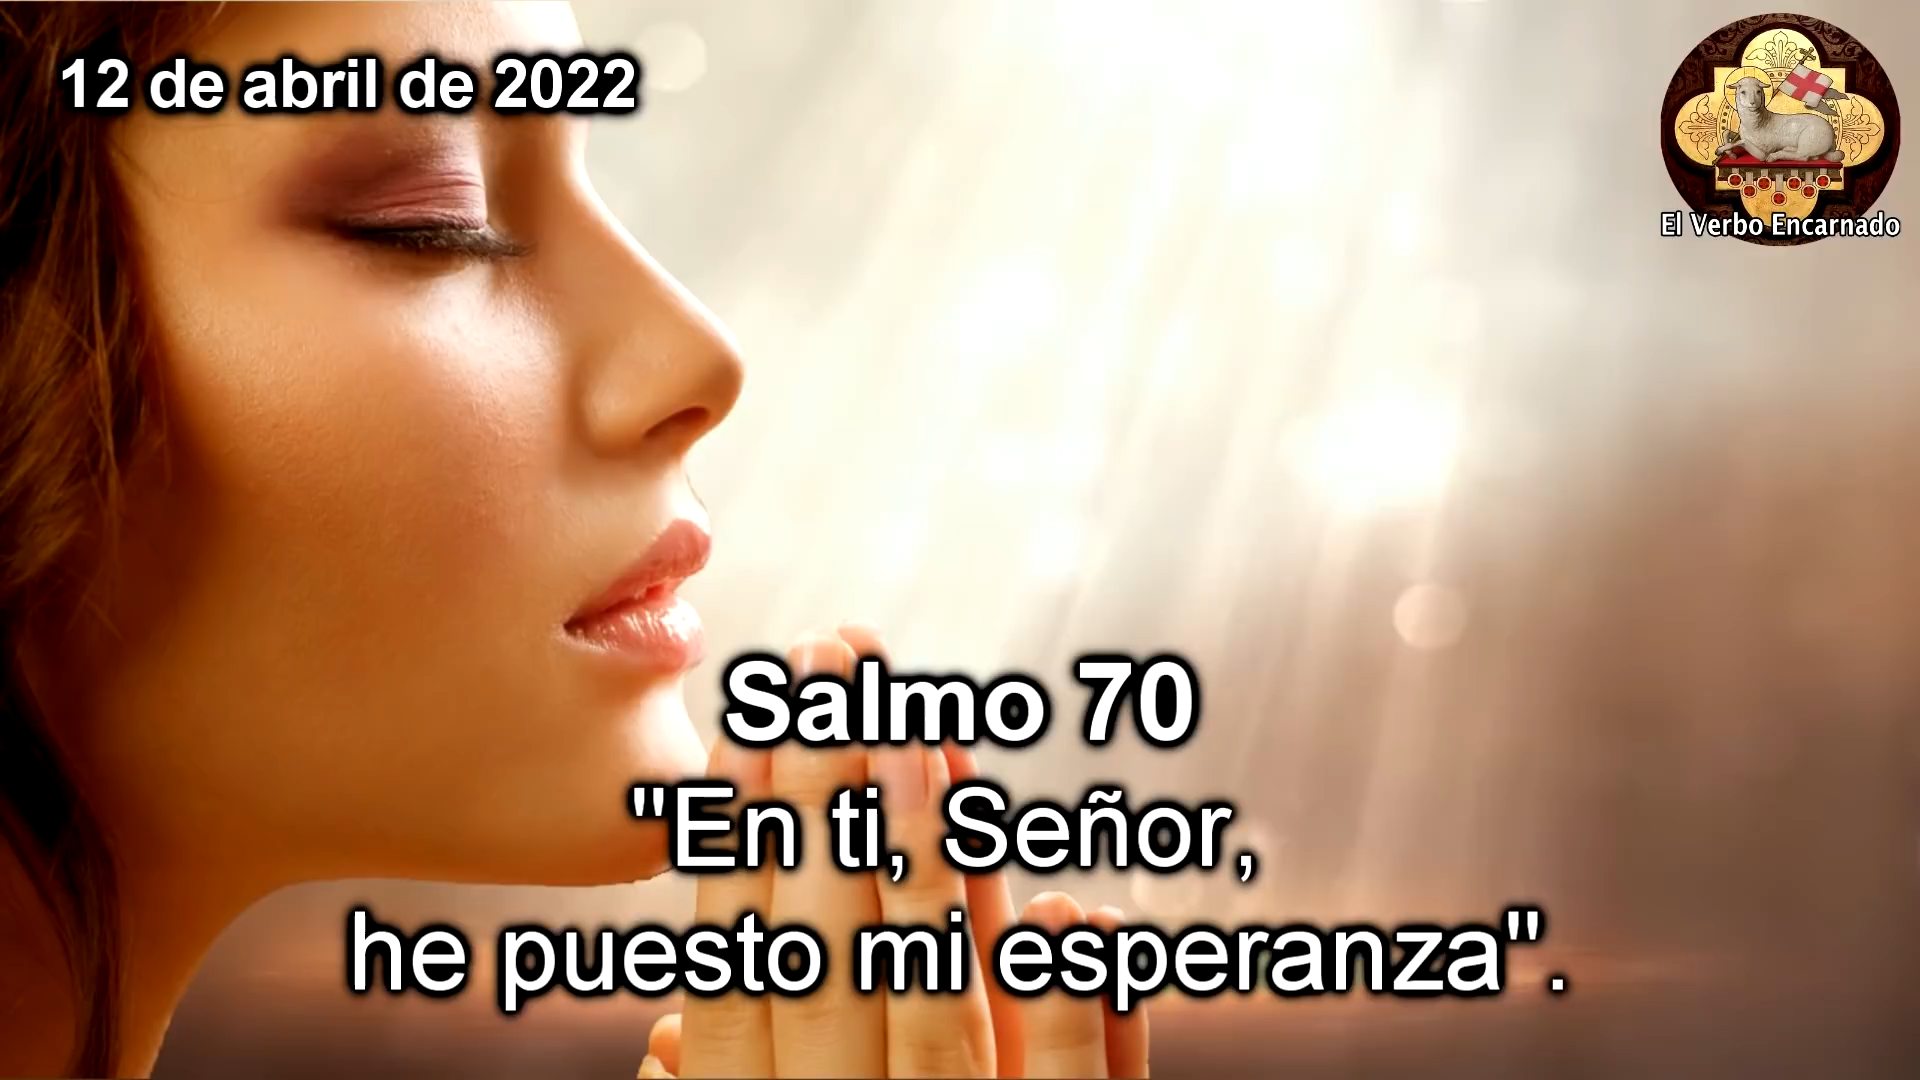 12 de abril de 2022
El Verbo Encarnado
Salmo 70
"En ti, Señor,
he puesto mi esperanza".